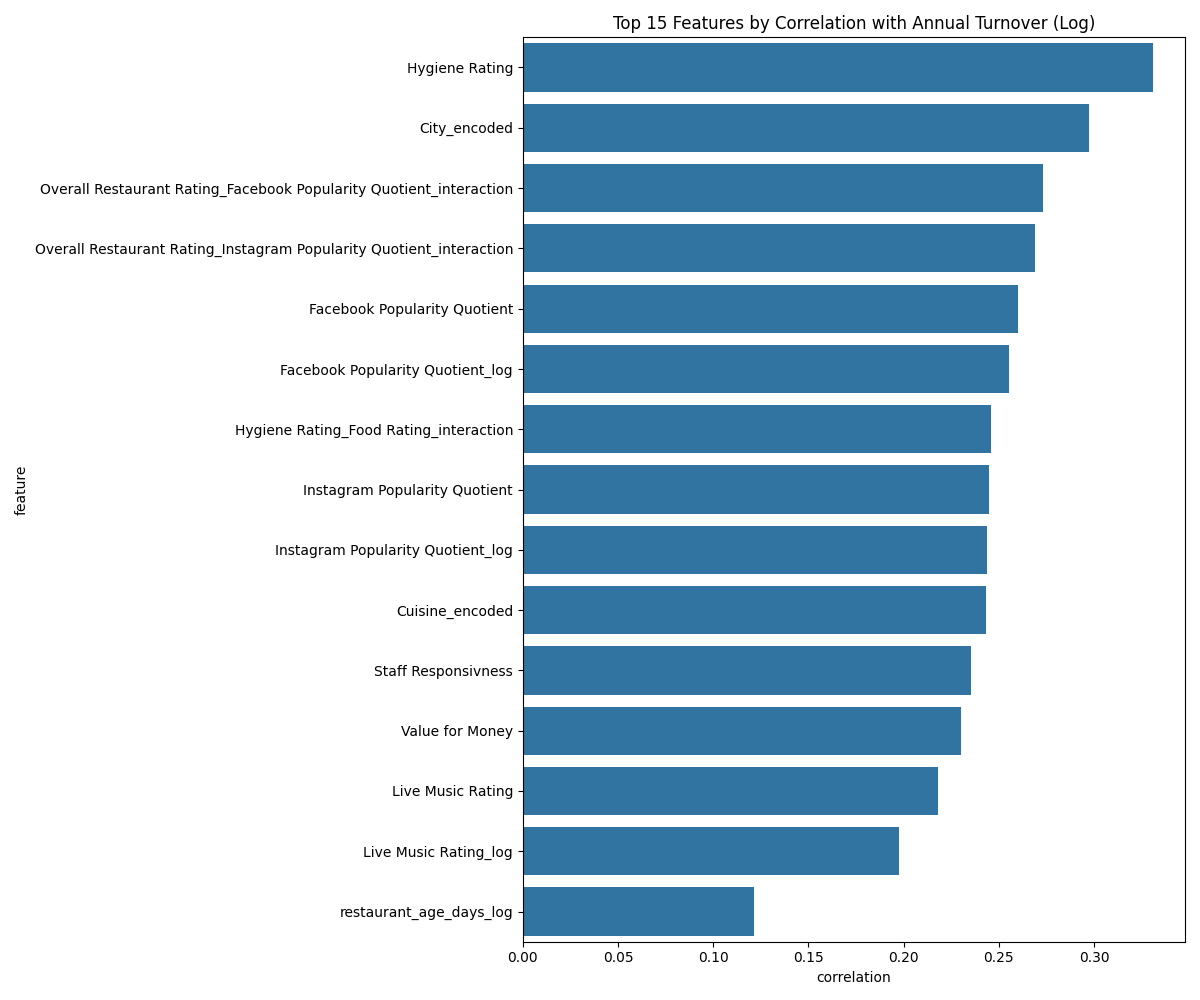 Top 15 Features by Correlation with Annual Turnover (Log)
Hygiene Rating
City_encoded
Overall Restaurant Rating_Facebook Popularity Quotient_interaction
Overall Restaurant Rating_Instagram Popularity Quotient_interaction
Facebook Popularity Quotient
Facebook Popularity Quotient_log
Hygiene Rating_Food Rating_interaction
Instagram Popularity Quotient
Instagram Popularity Quotient_log
Cuisine_encoded
Staff Responsivness
Value for Money
Live Music Rating
Live Music Rating_log
restaurant_age_days_log
feature
0.00 0.05 0.10 0.15 0.20 0.25 0.30
correlation